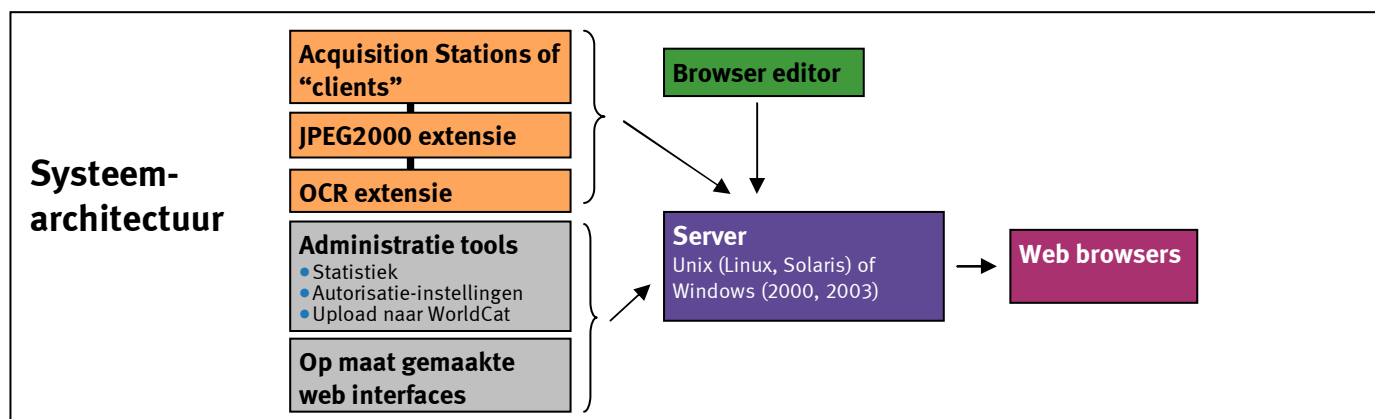 Systeem-
architectuur
Acquisition Stations of
“clients”
JPEG2000 extensie
OCR extensie
Administratie tools
• Statistiek
• Autorisatie-instellingen
• Upload naar WorldCat
Op maat gemaakte
web interfaces
Browser editor
Server
Unix (Linux, Solaris) of
Windows (2000, 2003)
Web browsers